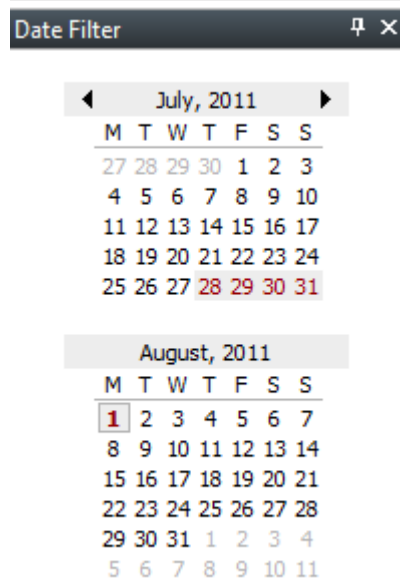 Date Filter
July, 2011
M T W T F S S
27 28 29 30 1 2 3
4 5 6 7 8 9 10
11 12 13 14 15 16 17
18 19 20 21 22 23 24
25 26 27 28 29 30 31
August, 2011
M T W T F S S
1 2 3 4 5 6 7
8 9 10 11 12 13 14
15 16 17 18 19 20 21
22 23 24 25 26 27 28
29 30 31 1 2 3 4
5 6 7 8 9 10 11